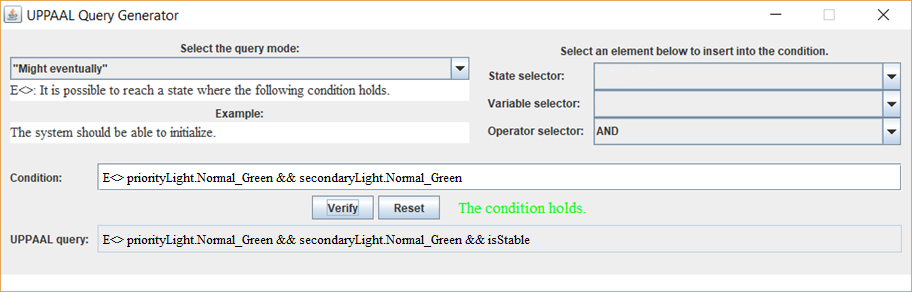 UPPAAL Query Generator
Select the query mode:
"Might eventually"
E<>: It is possible to reach a state where the following condition holds.
Example:
The system should be able to initialize.
Select an element below to insert into the condition.
State selector:
Variable selector:
Operator selector: AND
Condition: E<> priorityLight.Normal_Green && secondaryLight.Normal_Green
Verify Reset The condition holds.
UPPAAL query: E<> priorityLight.Normal_Green && secondaryLight.Normal_Green && isStable